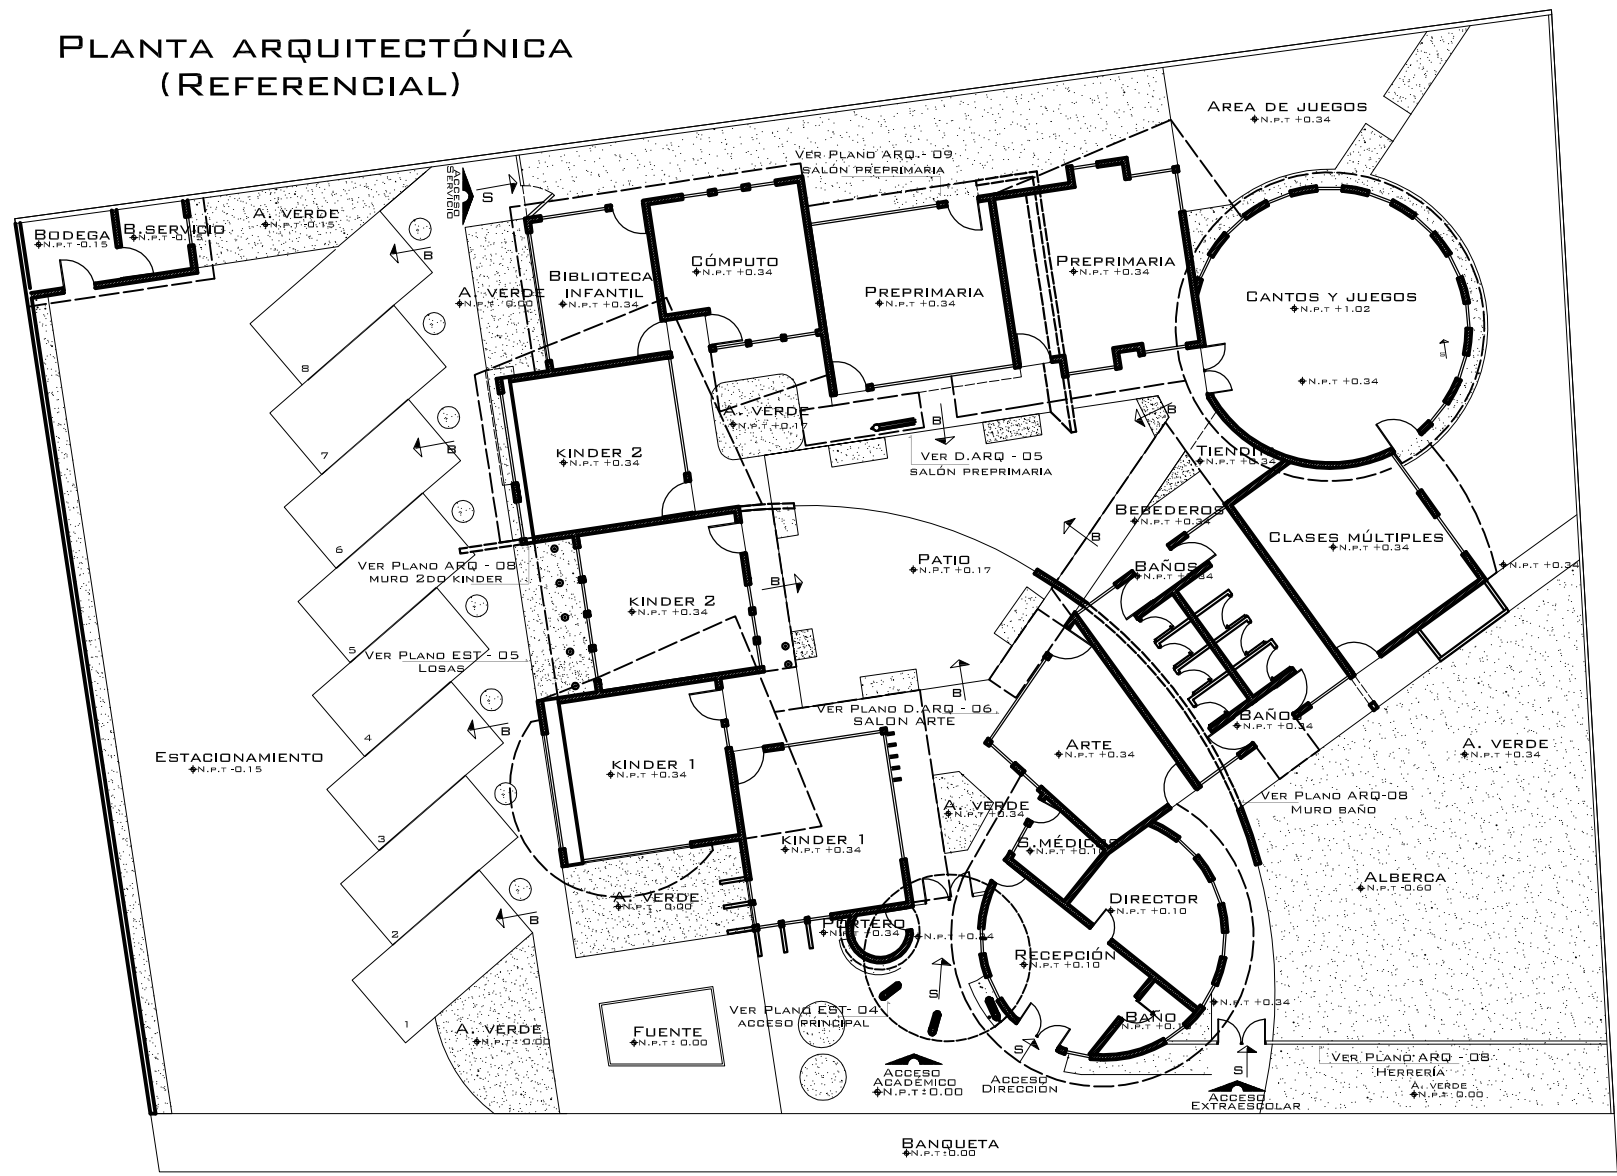 PLANTA ARQUITECTÓNICA
(REFERENCIAL)
AREA DE JUEGOS
N.P.T +0.34
VER PLANO ARQ.- 09
SALÓN PREPRIMARIA
ACCESO
SERVICIO
S
A. VERDE
N.P.T -0.15
BODEGA
N.P.T -0.15
B.SERVICIO
N.P.T -0.15
B
BIBLIOTECA
INFANTIL
N.P.T +0.34
CÓMPUTO
N.P.T +0.34
PREPRIMARIA
N.P.T +0.34
PREPRIMARIA
N.P.T +0.34
CANTOS Y JUEGOS
N.P.T +1.02
S
N.P.T +0.34
A. VERDE
N.P.T : 0.00
8
7
6
5
4
3
2
1
A. VERDE
N.P.T +0.17
B
B
B
KINDER 2
N.P.T +0.34
VER D.ARQ - 05
SALÓN PREPRIMARIA
N.P.T +0.34
BEBEDEROS
N.P.T +0.34
B
CLASES MÚLTIPLES
N.P.T +0.34
N.P.T +0.34
VER PLANO ARQ - 08
MURO 2DO KINDER
PATIO
N.P.T +0.17
BAÑOS
N.P.T +0.34
B
KINDER 2
N.P.T +0.34
VER PLANO EST - 05
LOSAS
B
VER PLANO D.ARQ - 06
SALON ARTE
BAÑOS
N.P.T +0.34
B
ARTE
N.P.T +0.34
A. VERDE
N.P.T +0.34
ESTACIONAMIENTO
N.P.T -0.15
KINDER 1
N.P.T +0.34
VER PLANO ARQ-08
MURO BAÑO
A. VERDE
N.P.T +0.34
KINDER 1
N.P.T +0.34
S.MÉDICO
ALBERCA
N.P.T -0.60
A. VERDE
N.P.T : 0.00
DIRECTOR
N.P.T +0.10
B
PORTERO
N.P.T +0.34
N.P.T +0.34
RECEPCIÓN
N.P.T +0.10
S
VER PLANO EST- 04
ACCESO PRINCIPAL
N.P.T +0.34
BAÑO
A. VERDE
N.P.T : 0.00
FUENTE
N.P.T : 0.00
S
S
VER PLANO ARQ - 08
HERRERÍA
A. VERDE
N.P.T : 0.00
ACCESO
ACADÉMICO
N.P.T : 0.00
ACCESO
DIRECCIÓN
ACCESO
EXTRAESCOLAR
BANQUETA
N.P.T : 0.00